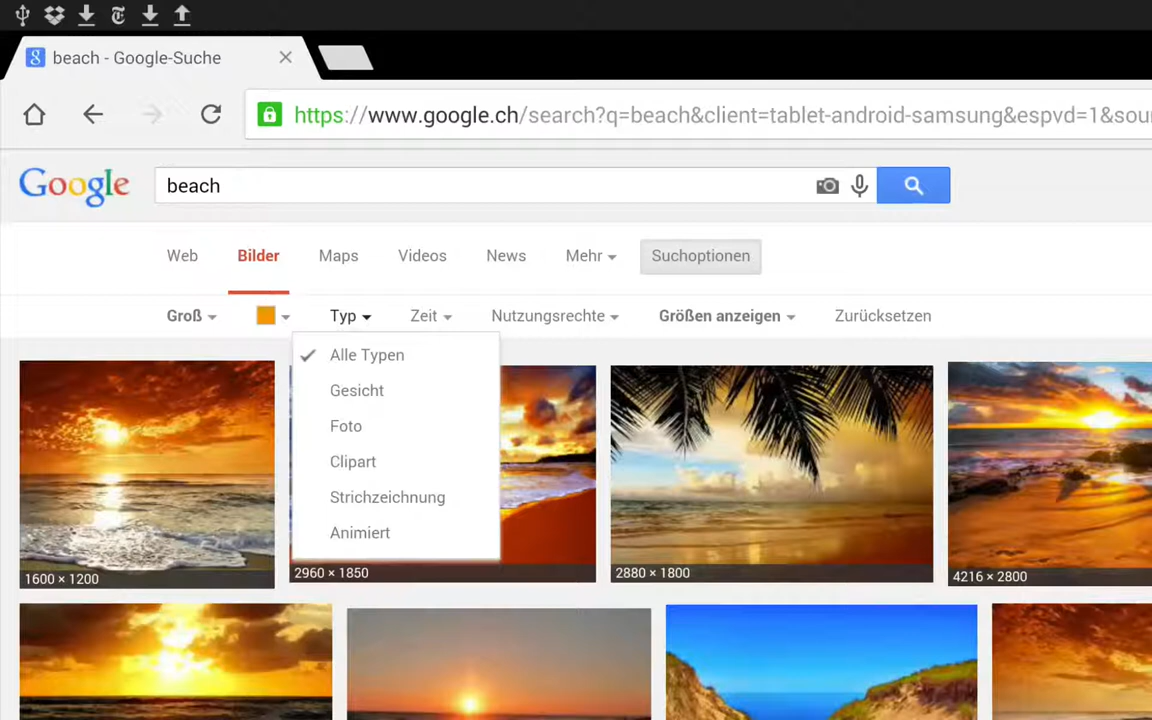 beach - Google-Suche
https://www.google.ch/search?q=beach&client=tablet-android-samsung&espvd=1&sou
Google beach
Web Bilder Maps Videos News Mehr Suchoptionen
Groß Typ Zeit Nutzungsrechte Größen anzeigen Zurücksetzen
Alle Typen
Gesicht
Foto
Clipart
Strichzeichnung
Animiert
1600 × 1200 2960 × 1850 2880 × 1800 4216 × 2800